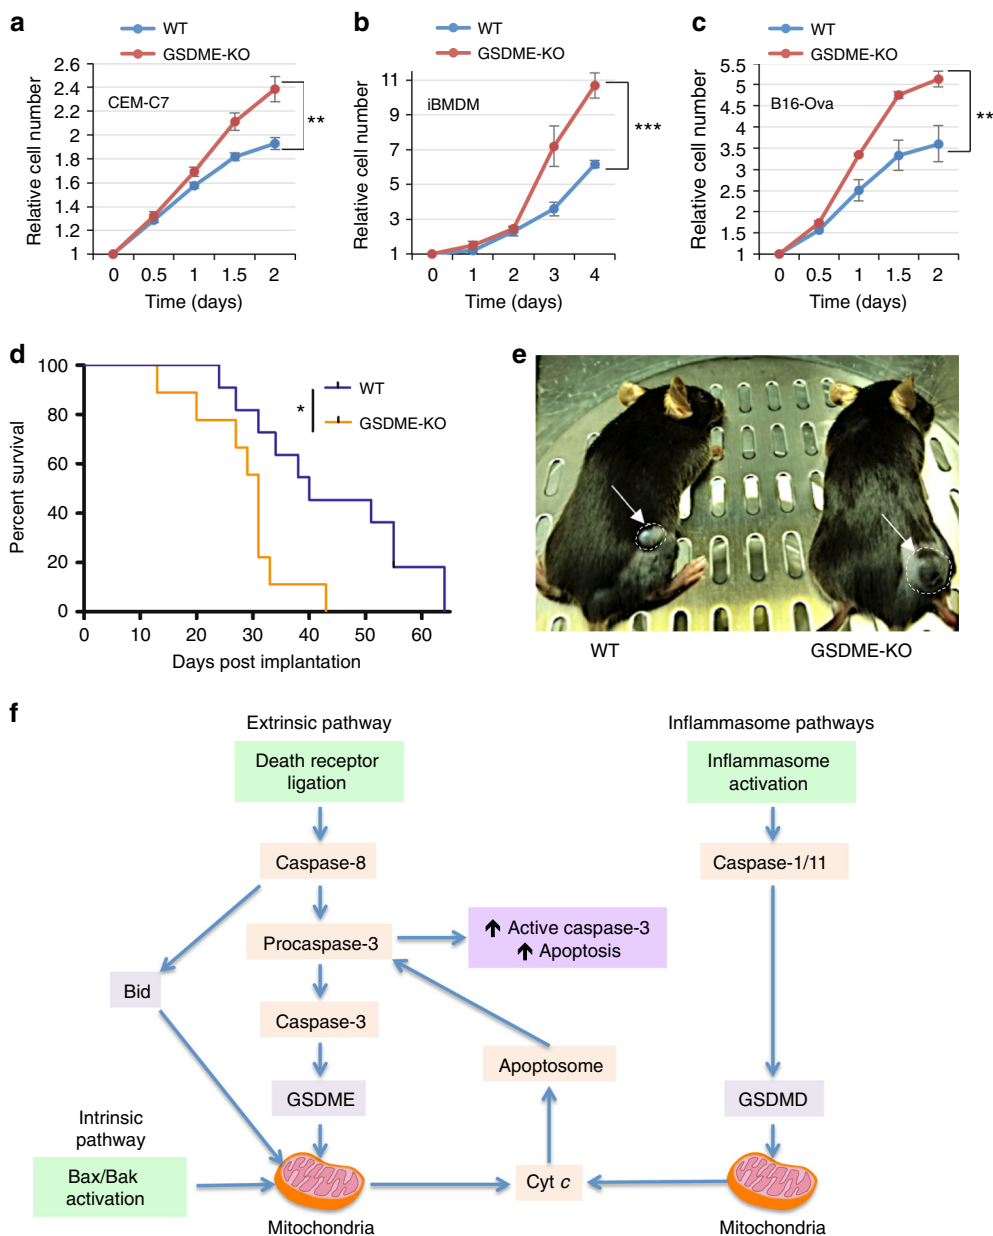 a
WT
GSDME-KO
2.6
2.4
2.2
2
1.8
1.6
1.4
1.2
1
Relative cell number
CEM-C7
**
0 0.5 1 1.5 2
Time (days)
b
WT
GSDME-KO
11
9
7
5
3
1
Relative cell number
iBMDM
***
0 1 2 3 4
Time (days)
c
WT
GSDME-KO
5.5
5
4.5
4
3.5
3
2.5
2
1.5
1
Relative cell number
B16-Ova
**
0 0.5 1 1.5 2
Time (days)
d
100
80
60
40
20
0
Percent survival
WT
*
GSDME-KO
0 10 20 30 40 50 60
Days post implantation
e
WT
GSDME-KO
f
Extrinsic pathway
Inflammasome pathways
Death receptor
ligation
Inflammasome
activation
Caspase-8
Caspase-1/11
Procaspase-3
Active caspase-3
Apoptosis
Bid
Caspase-3
Apoptosome
GSDME
GSDMD
Intrinsic
pathway
Bax/Bak
activation
Cyt c
Mitochondria
Mitochondria